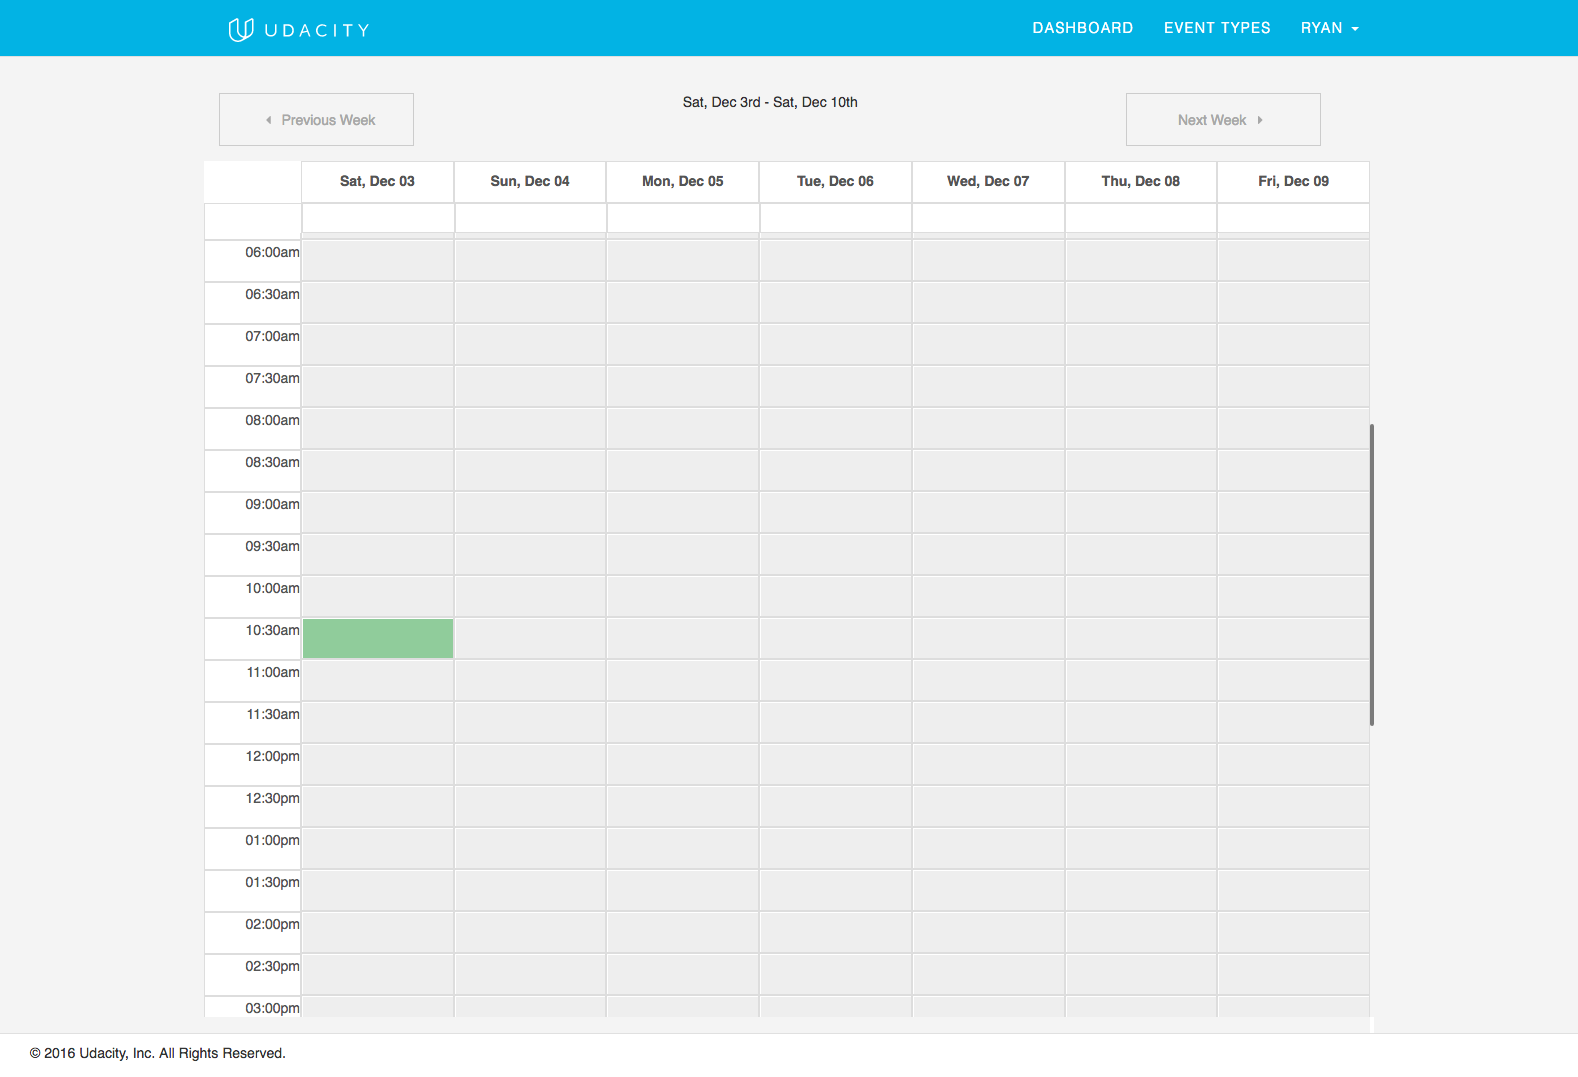 UDACITY
DASHBOARD EVENT TYPES RYAN
Previous Week
Sat, Dec 3rd - Sat, Dec 10th
Next Week
Sat, Dec 03 Sun, Dec 04 Mon, Dec 05 Tue, Dec 06 Wed, Dec 07 Thu, Dec 08 Fri, Dec 09
06:00am
06:30am
07:00am
07:30am
08:00am
08:30am
09:00am
09:30am
10:00am
10:30am
11:00am
11:30am
12:00pm
12:30pm
01:00pm
01:30pm
02:00pm
02:30pm
03:00pm
© 2016 Udacity, Inc. All Rights Reserved.